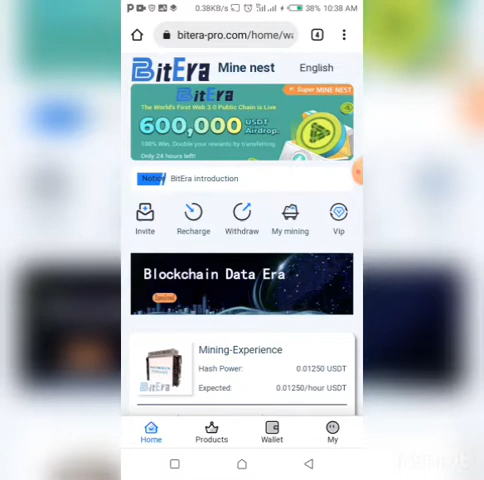 0.38KB/s 38% 10:38 AM
bitera-pro.com/home/wa
4
BitEra Mine nest English
BitEra
Super MINE NEST
The World's First Web 3.0 Public Chain is Live
600,000 USDT Airdrop.
100% Win, Double your rewards by transferring.
Only 24 hours left!
Notice BitEra introduction
Invite Recharge Withdraw My mining Vip
Blockchain Data Era
Mining-Experience
Hash Power: 0.01250 USDT
BitEra
Expected: 0.01250/hour USDT
Home Products Wallet My